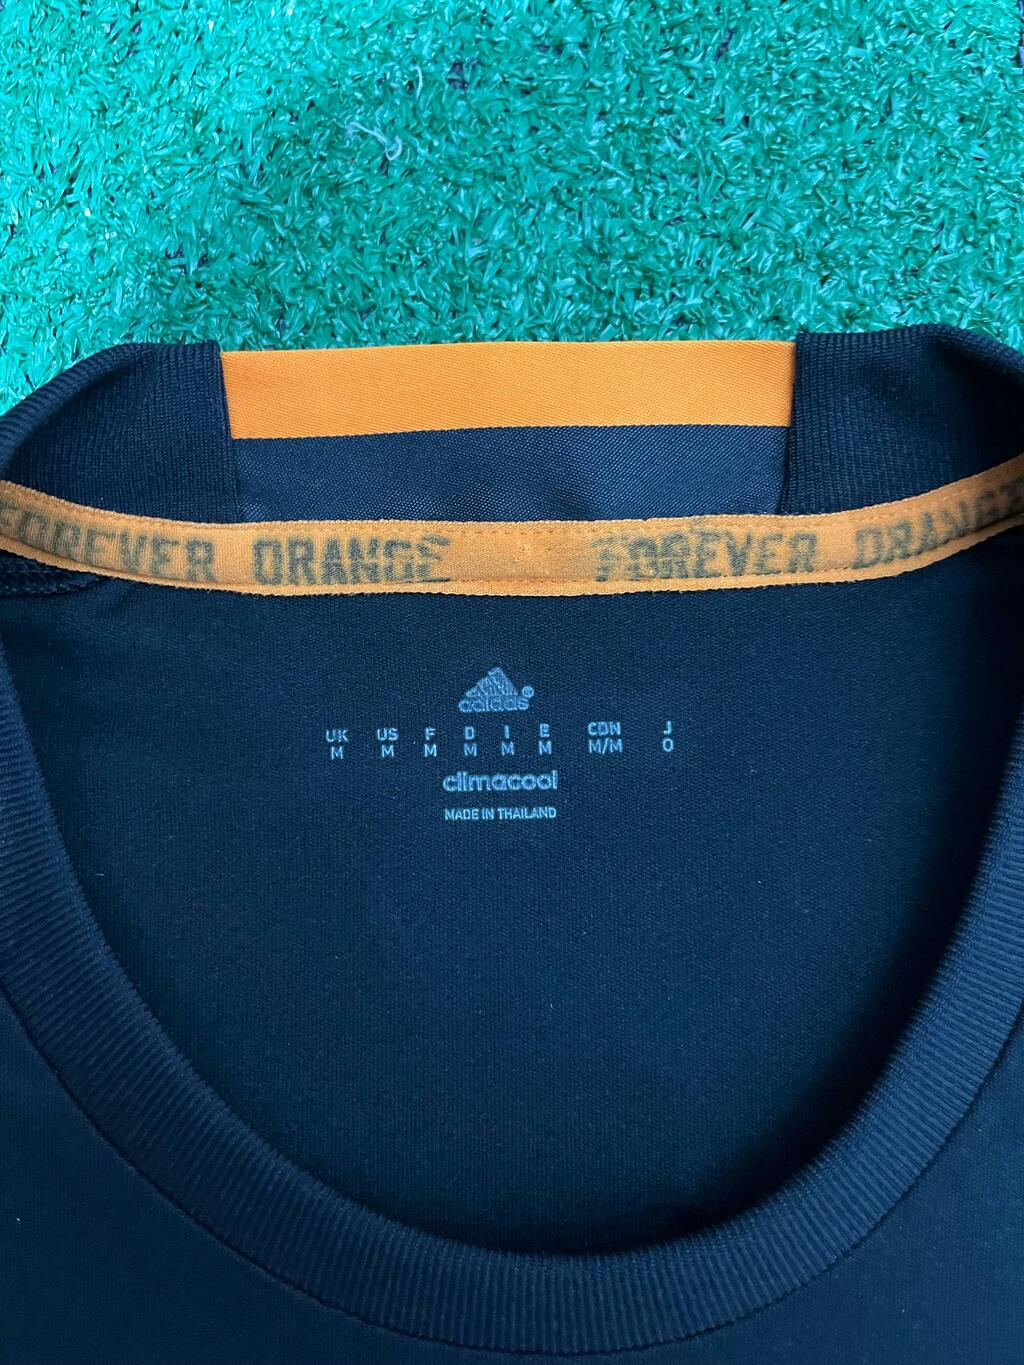 FOREVER ORANGE FOREVER ORANGE
adidas®
UK US F D I E CDN J
M M M M M M M/M O
climacool
MADE IN THAILAND